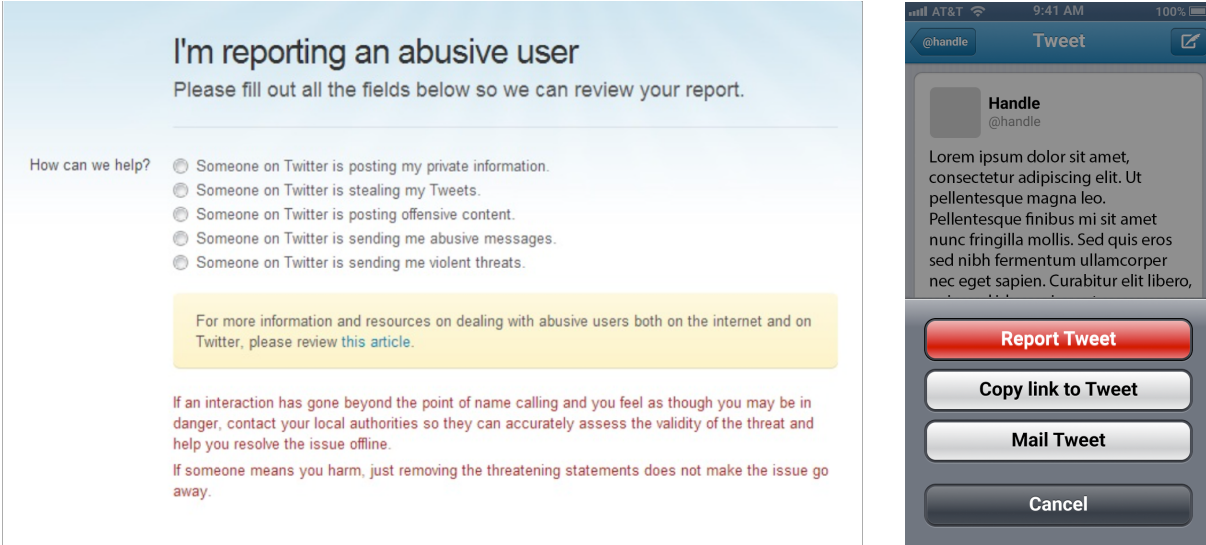 I'm reporting an abusive user
Please fill out all the fields below so we can review your report.
How can we help?
Someone on Twitter is posting my private information.
Someone on Twitter is stealing my Tweets.
Someone on Twitter is posting offensive content.
Someone on Twitter is sending me abusive messages.
Someone on Twitter is sending me violent threats.
For more information and resources on dealing with abusive users both on the internet and on
Twitter, please review this article.
If an interaction has gone beyond the point of name calling and you feel as though you may be in
danger, contact your local authorities so they can accurately assess the validity of the threat and
help you resolve the issue offline.
If someone means you harm, just removing the threatening statements does not make the issue go
away.
AT&T 9:41 AM 100%
@handle Tweet
Handle
@handle
Lorem ipsum dolor sit amet,
consectetur adipiscing elit. Ut
pellentesque magna leo.
Pellentesque finibus mi sit amet
nunc fringilla mollis. Sed quis eros
sed nibh fermentum ullamcorper
nec eget sapien. Curabitur elit libero,
Report Tweet
Copy link to Tweet
Mail Tweet
Cancel